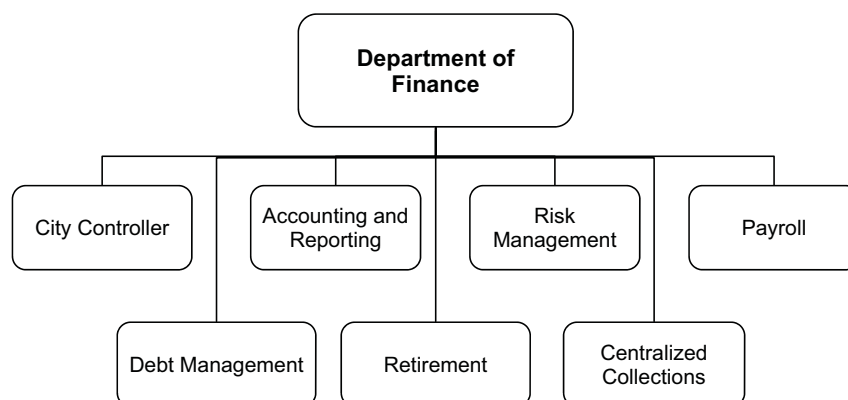 Department of
Finance
City Controller
Accounting and
Reporting
Risk
Management
Payroll
Debt Management
Retirement
Centralized
Collections